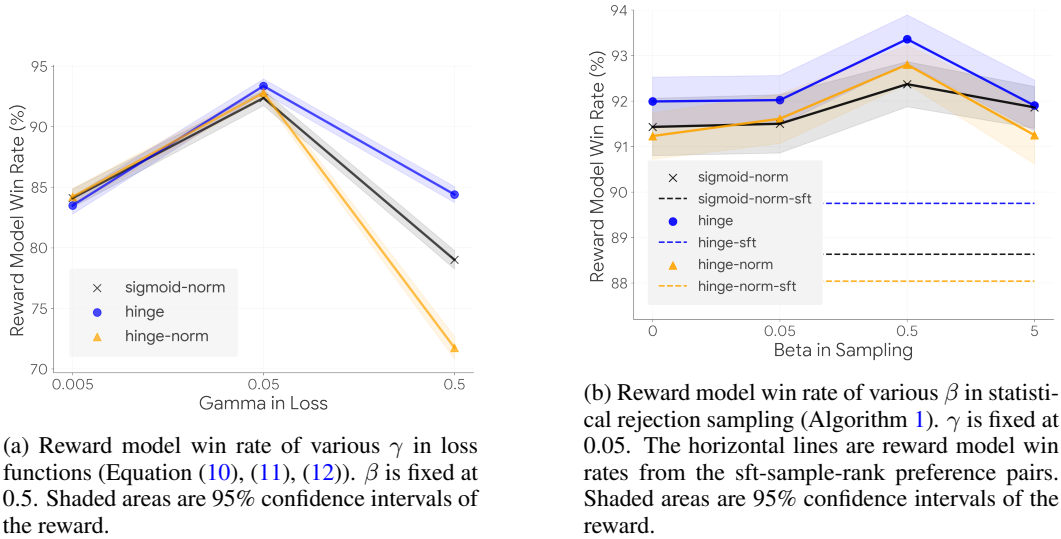 Reward Model Win Rate (%)
95
90
85
80
75
70
sigmoid-norm
hinge
hinge-norm
0.005
0.05
0.5
Gamma in Loss
(a) Reward model win rate of various γ in loss
functions (Equation (10), (11), (12)). β is fixed at
0.5. Shaded areas are 95% confidence intervals of
the reward.
Reward Model Win Rate (%)
94
93
92
91
90
89
88
sigmoid-norm
sigmoid-norm-sft
hinge
hinge-sft
hinge-norm
hinge-norm-sft
0
0.05
0.5
5
Beta in Sampling
(b) Reward model win rate of various β in statisti-
cal rejection sampling (Algorithm 1). γ is fixed at
0.05. The horizontal lines are reward model win
rates from the sft-sample-rank preference pairs.
Shaded areas are 95% confidence intervals of the
reward.